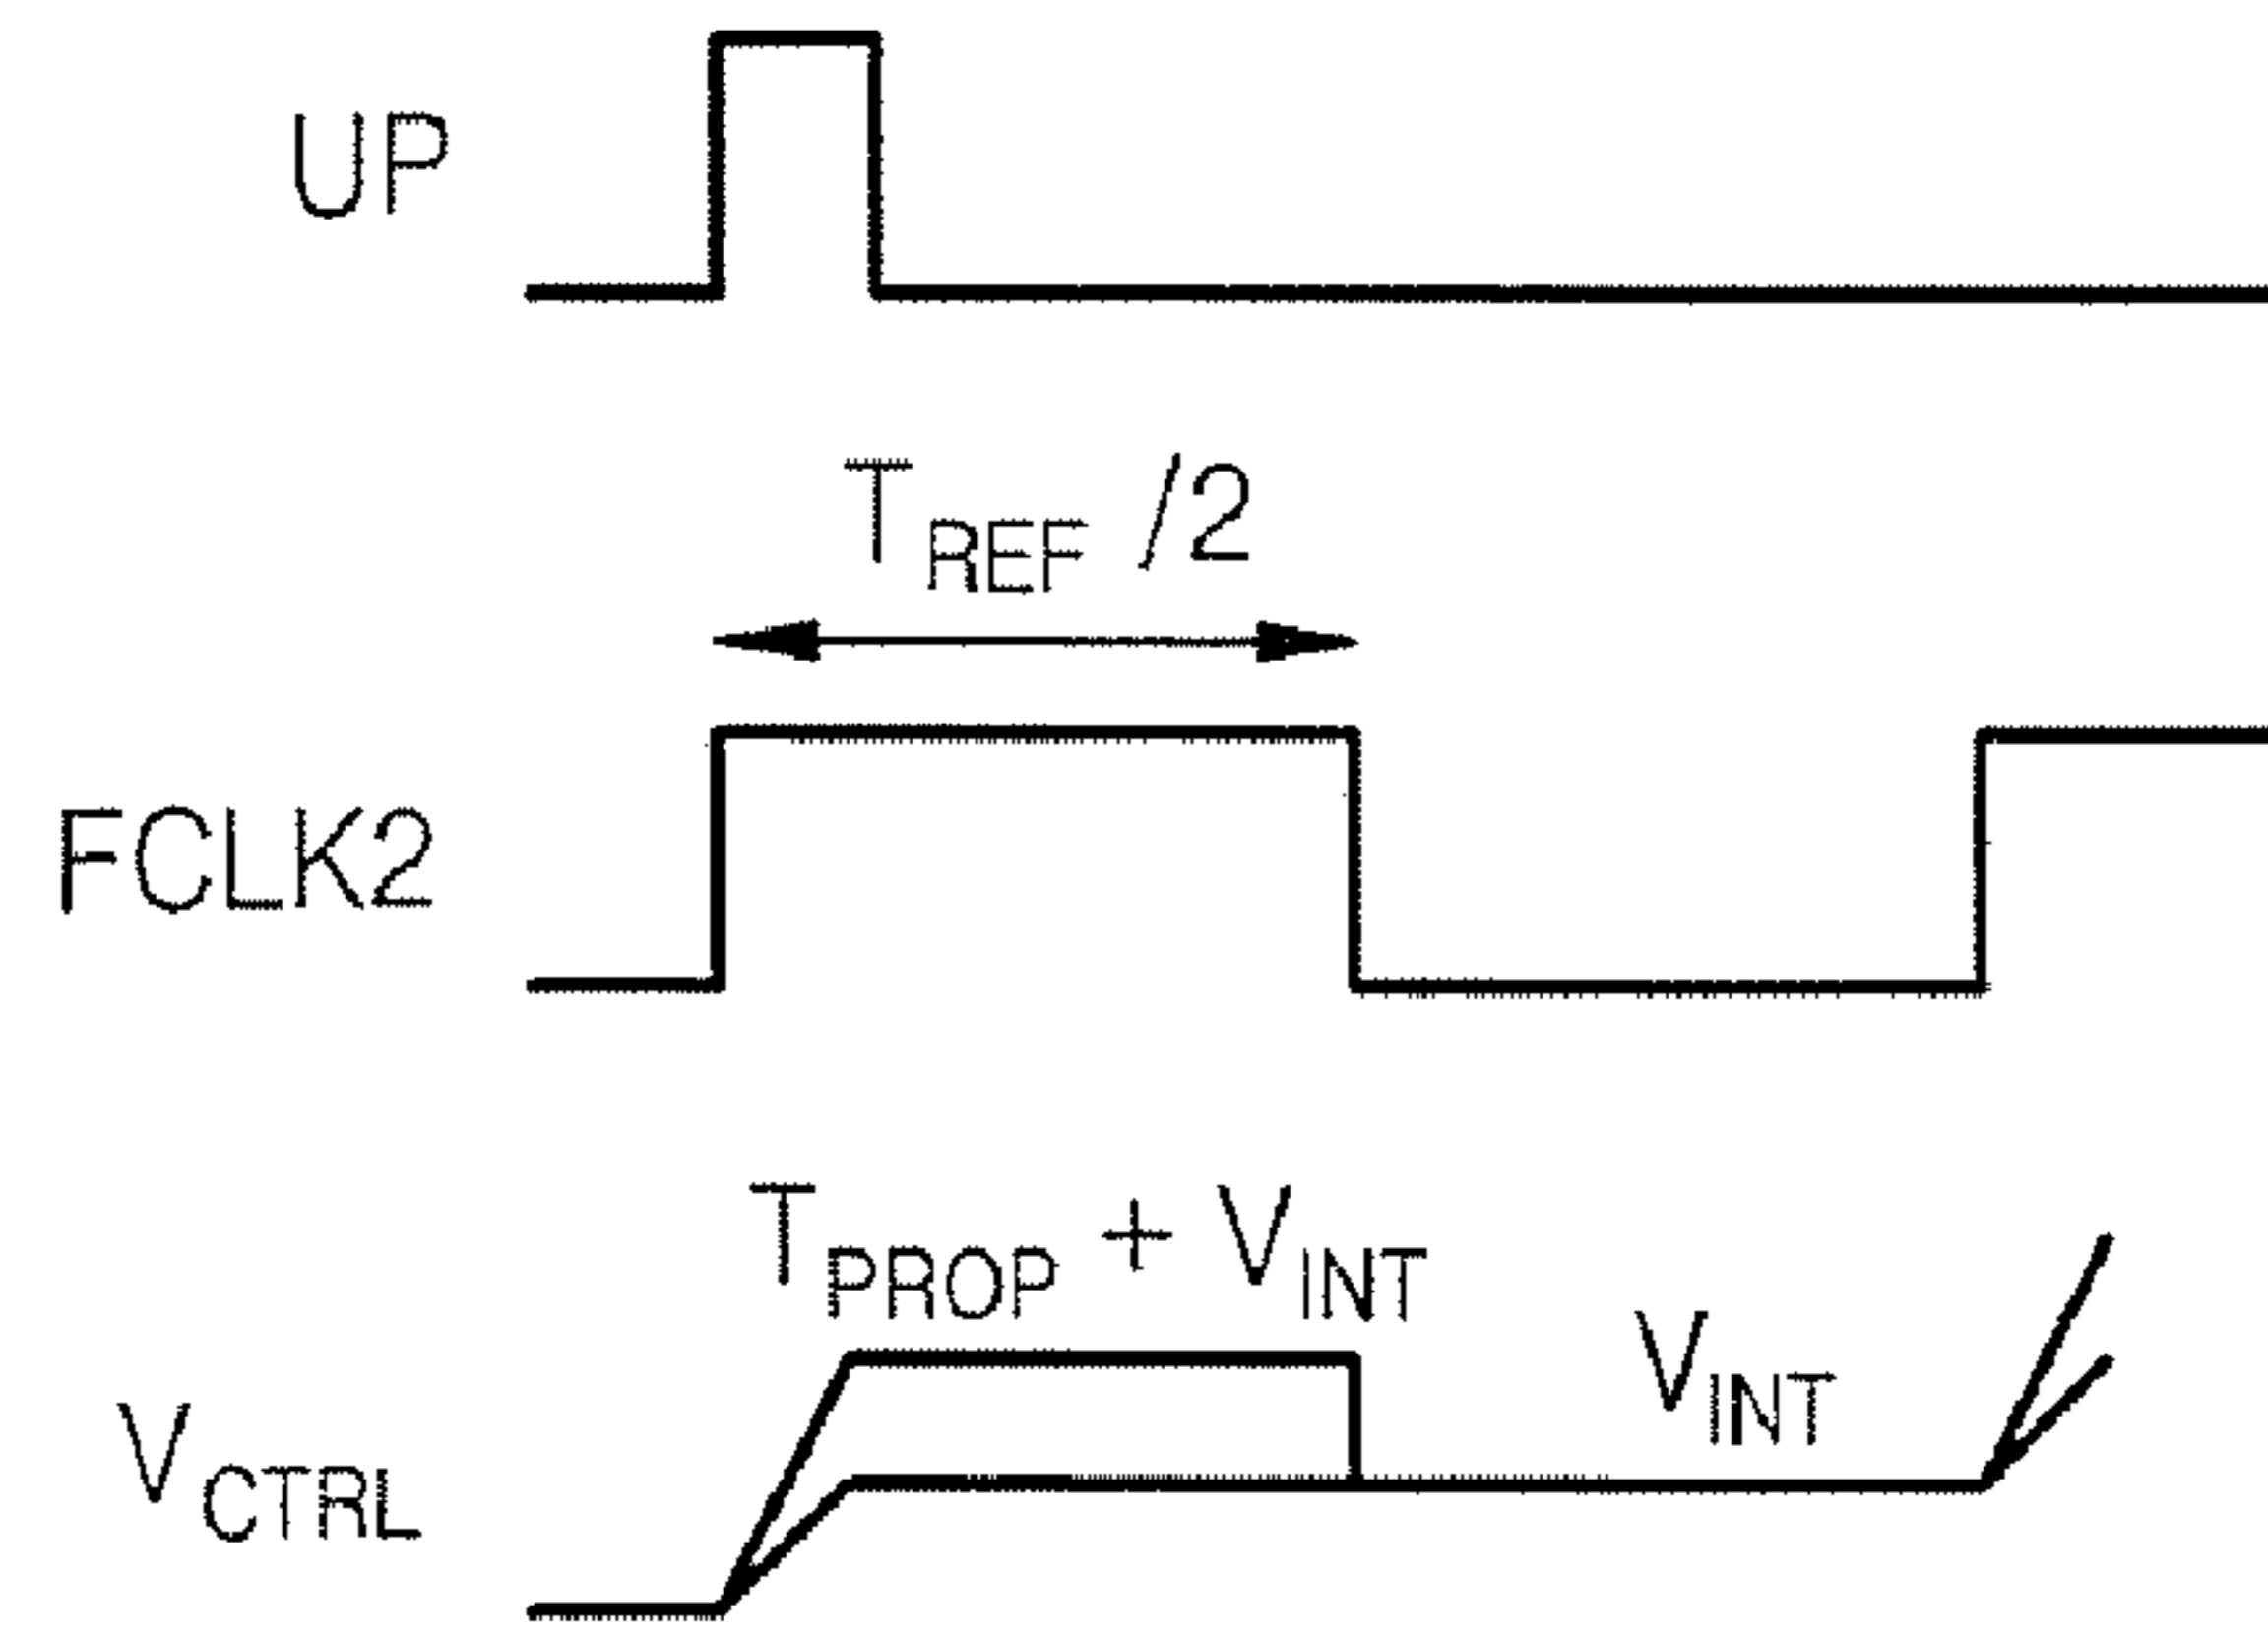 UP
TREF /2
FCLK2
TPROP + VINT
VINT
VCTRL